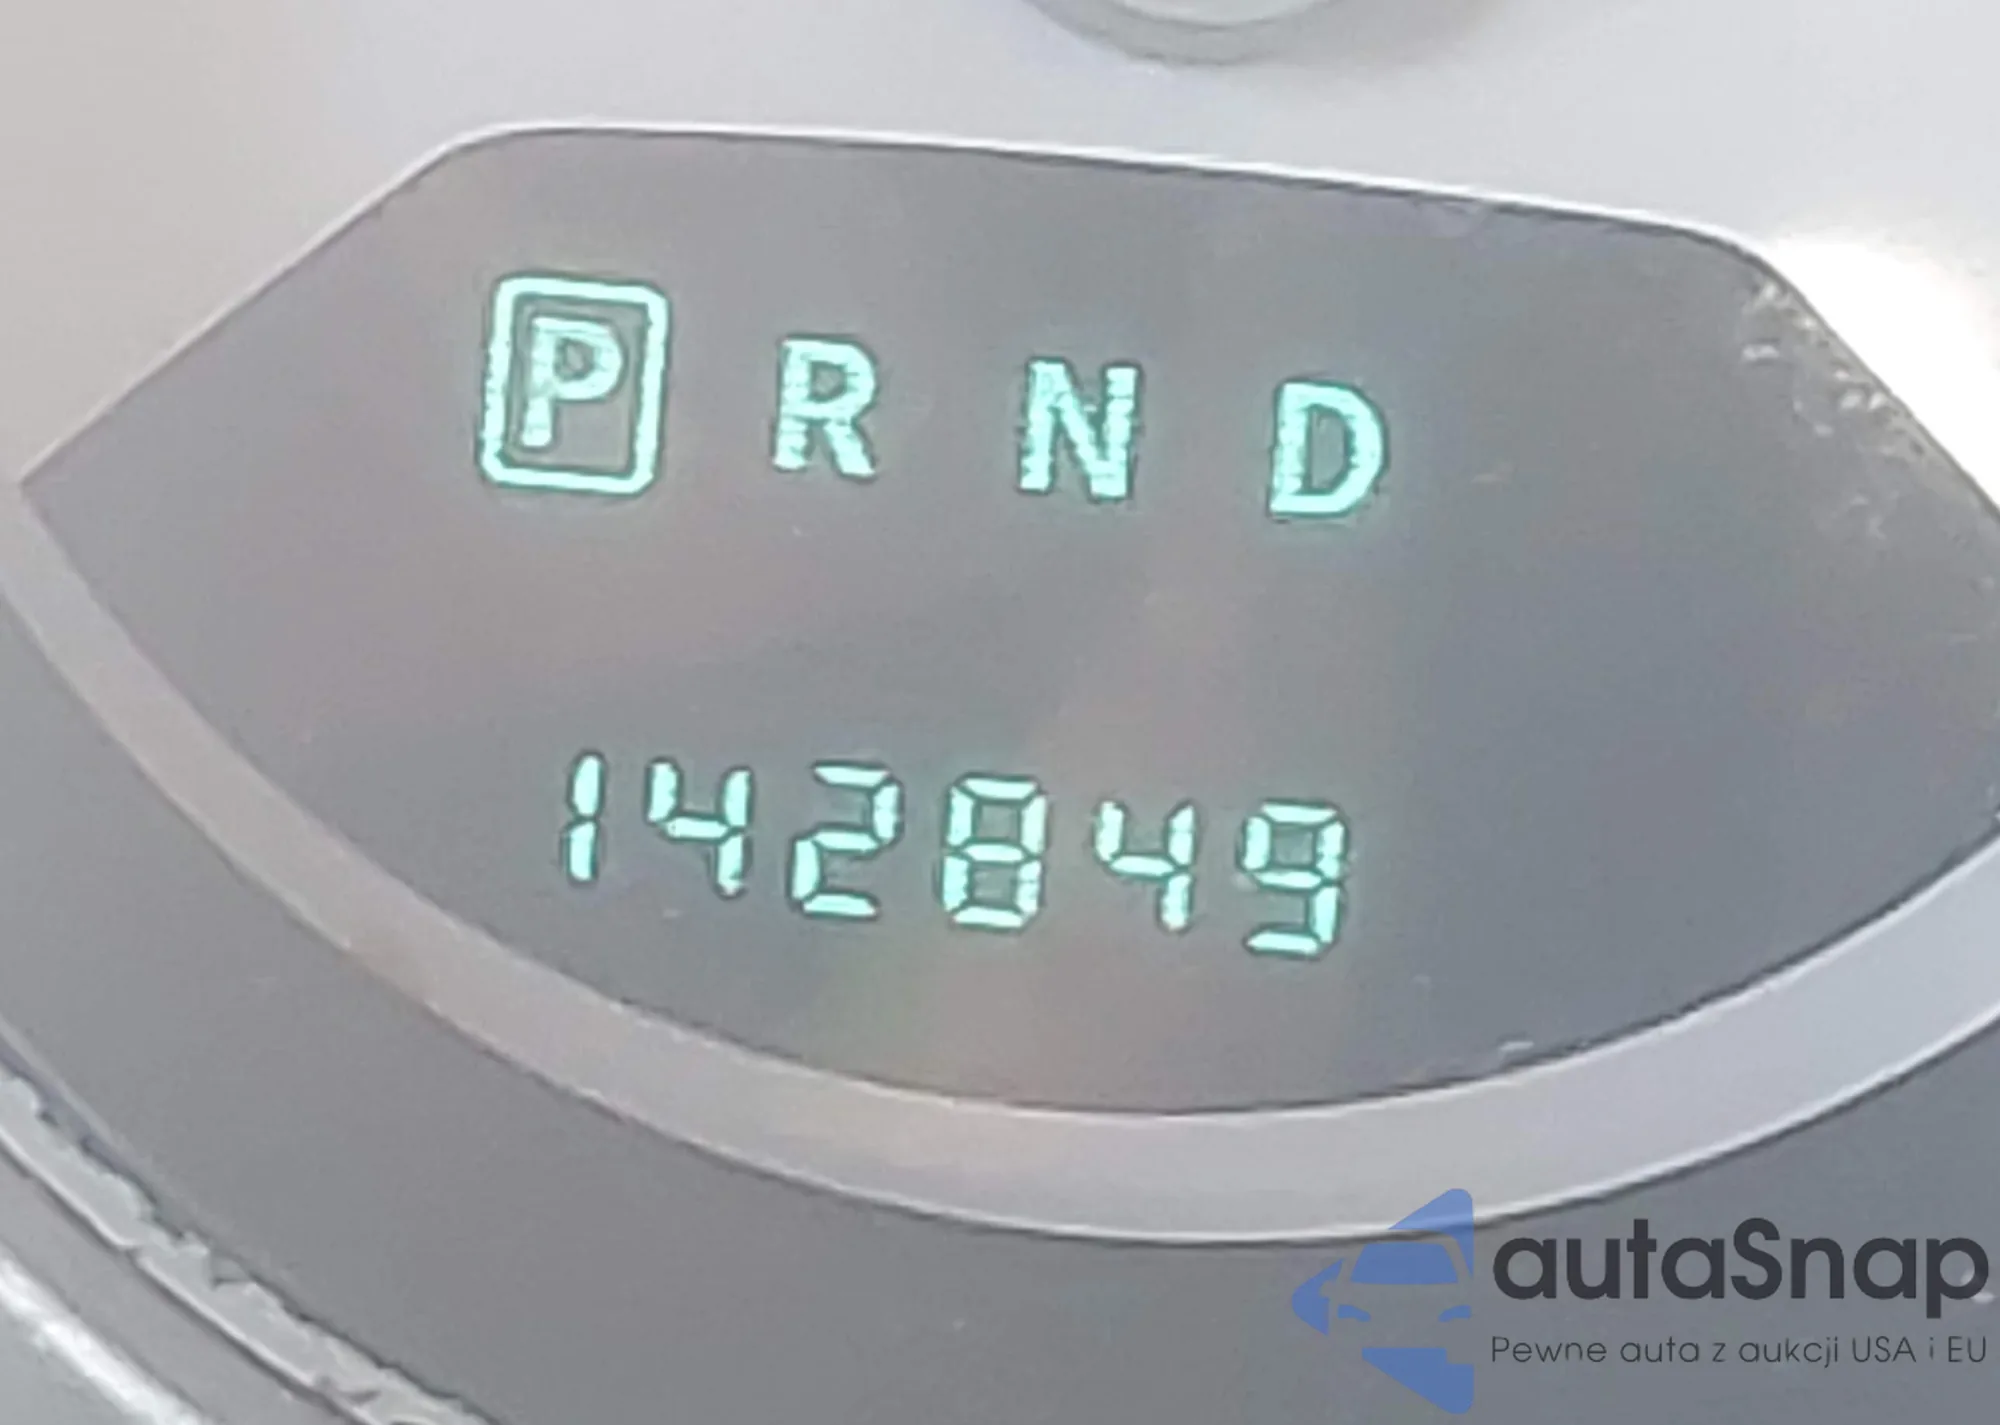 P R N D
142849
autaSnap
Pewne auta z aukcji USA i EU